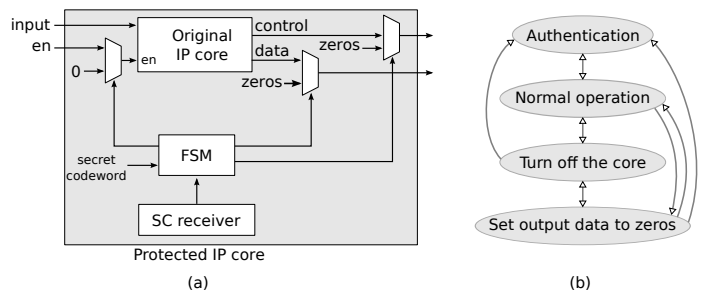 input
en
0
en
Original
IP core
control
data
zeros
zeros
secret
codeword
FSM
SC receiver
Protected IP core
(a)
Authentication
Normal operation
Turn off the core
Set output data to zeros
(b)